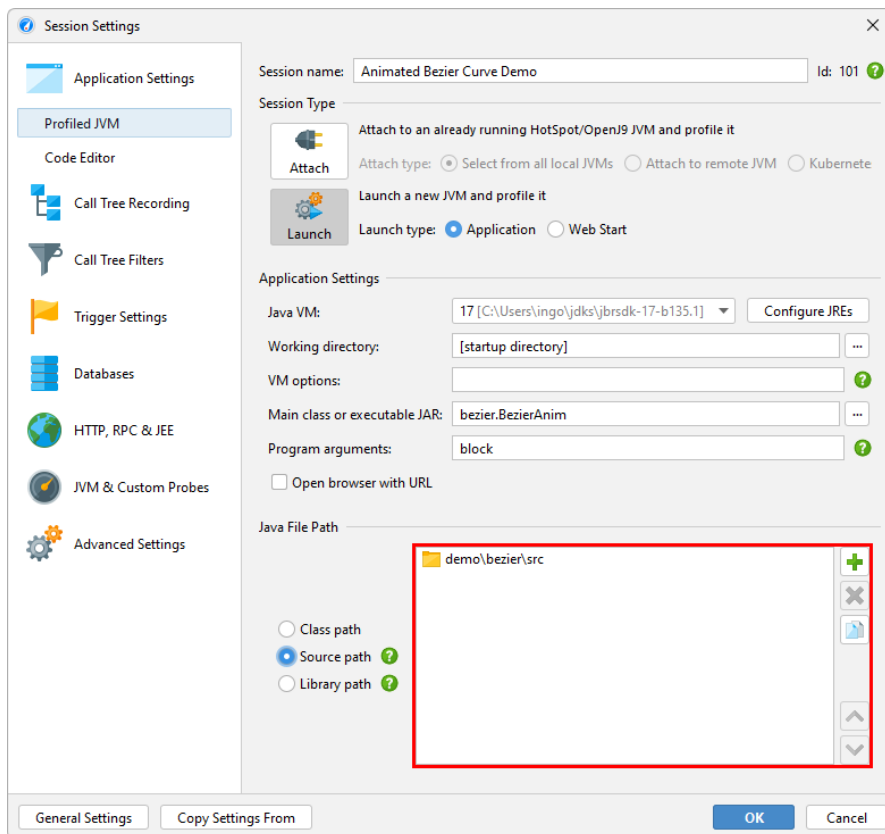 Session Settings
Application Settings
Profiled JVM
Code Editor
Call Tree Recording
Call Tree Filters
Trigger Settings
Databases
HTTP, RPC & JEE
JVM & Custom Probes
Advanced Settings
Session name: Animated Bezier Curve Demo Id: 101 ?
Session Type
Attach
Attach to an already running HotSpot/OpenJ9 JVM and profile it
Attach type: Select from all local JVMs Attach to remote JVM Kubernete
Launch
Launch a new JVM and profile it
Launch type: Application Web Start
Application Settings
Java VM: 17 [C:\Users\ingo\jdks\jbrsdk-17-b135.1] Configure JREs
Working directory: [startup directory] ...
VM options: ?
Main class or executable JAR: bezier.BezierAnim ...
Program arguments: block ?
Open browser with URL
Java File Path
Class path
Source path ?
Library path ?
demo\bezier\src
General Settings Copy Settings From OK Cancel